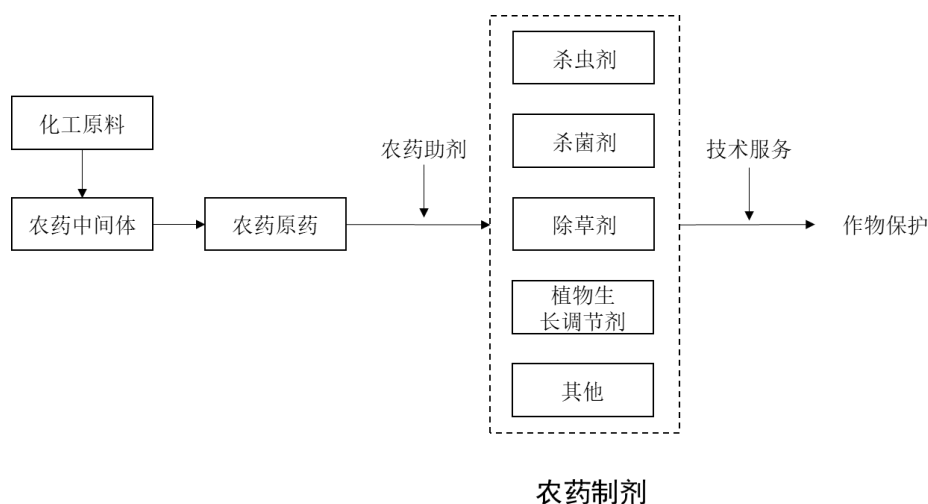 杀虫剂
化工原料
农药助剂
杀菌剂
技术服务
农药中间体
农药原药
除草剂
作物保护
植物生
长调节剂
其他
农药制剂